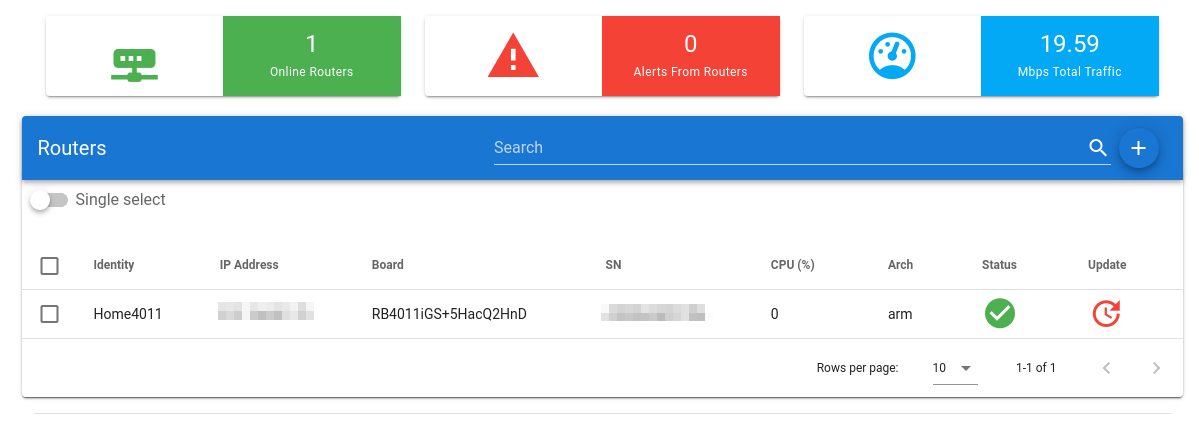 1
Online Routers
0
Alerts From Routers
19.59
Mbps Total Traffic
Routers
Search
Single select
Identity IP Address Board SN CPU (%) Arch Status Update
Home4011 RB4011iGS+5HacQ2HnD 0 arm
Rows per page: 10 1-1 of 1